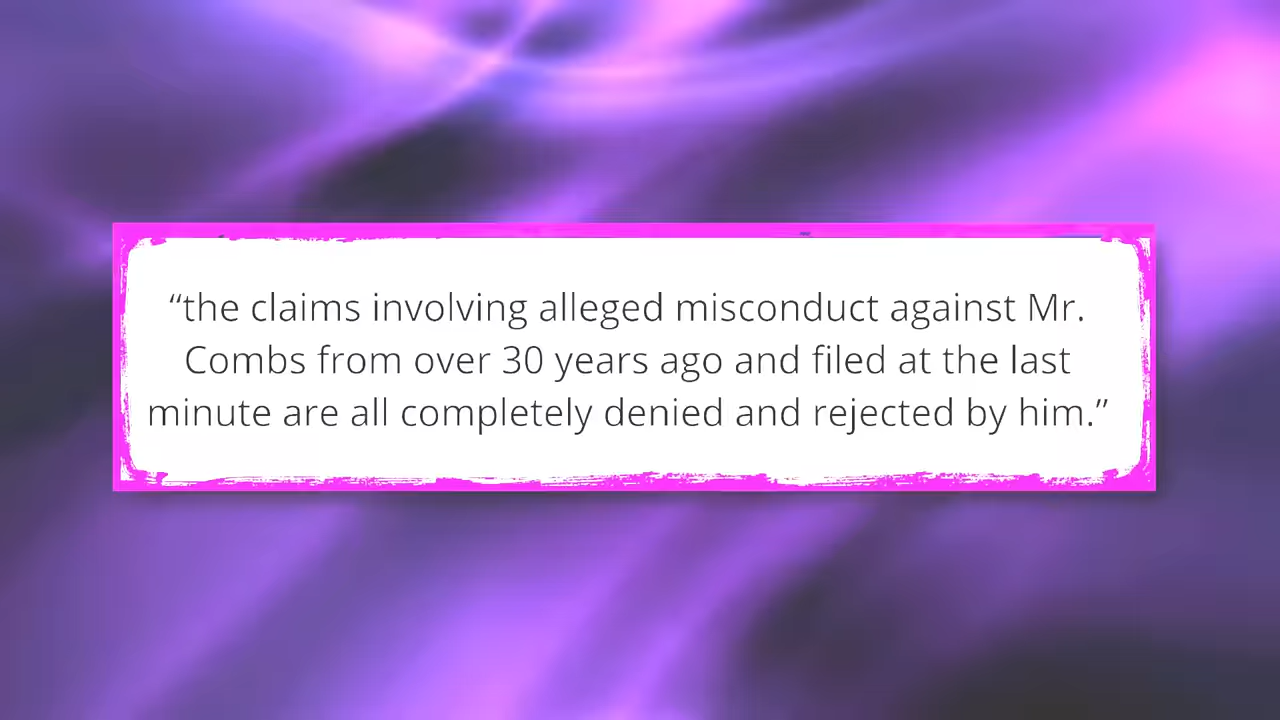 “the claims involving alleged misconduct against Mr.
Combs from over 30 years ago and filed at the last
minute are all completely denied and rejected by him.”